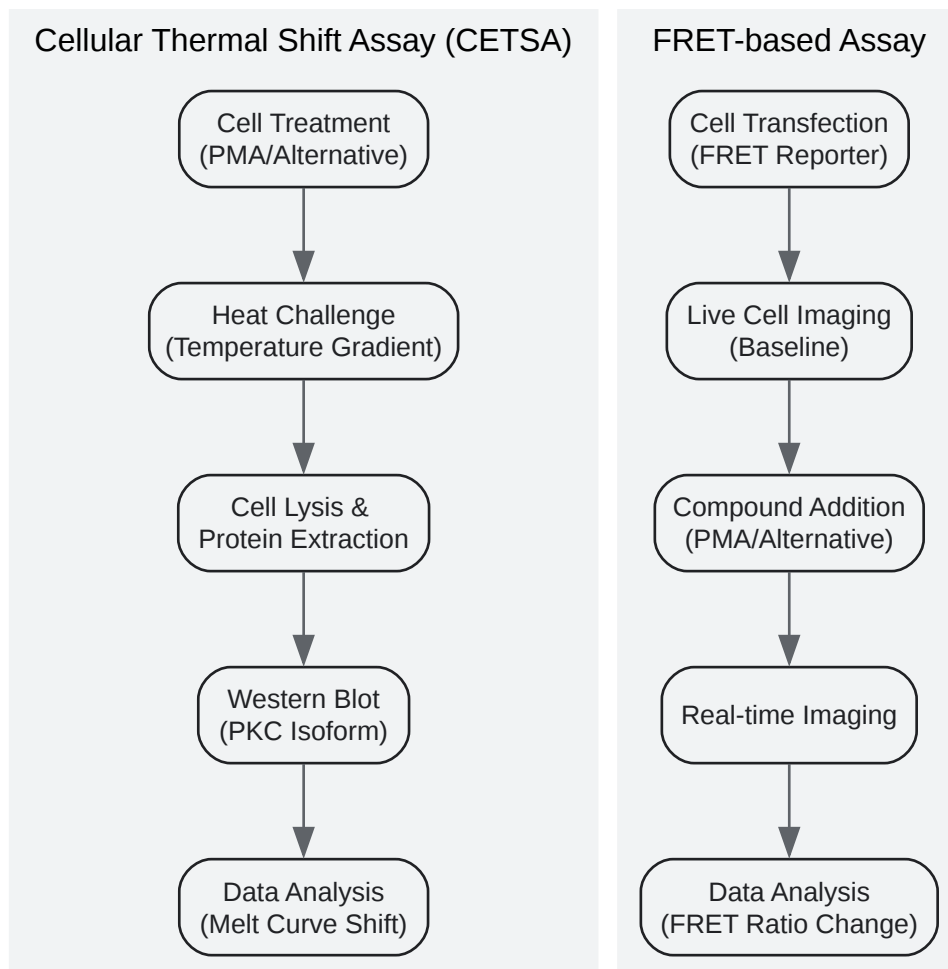 Cellular Thermal Shift Assay (CETSA)
Cell Treatment
(PMA/Alternative)
Heat Challenge
(Temperature Gradient)
Cell Lysis &
Protein Extraction
Western Blot
(PKC Isoform)
Data Analysis
(Melt Curve Shift)
FRET-based Assay
Cell Transfection
(FRET Reporter)
Live Cell Imaging
(Baseline)
Compound Addition
(PMA/Alternative)
Real-time Imaging
Data Analysis
(FRET Ratio Change)